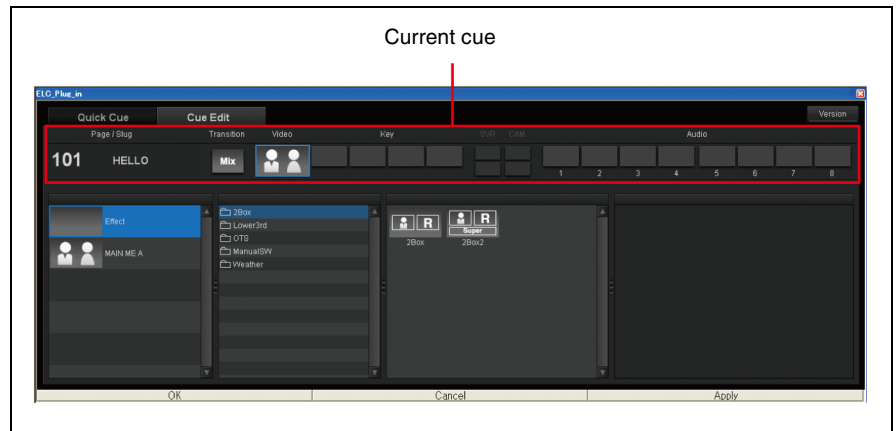 Current cue
ELC_Plug_in
Quick Cue Cue Edit Version
Page / Slug Transition Video Key SVR CAM Audio
101 HELLO Mix
1 2 3 4 5 6 7 8
Effect
MAIN ME A
2Box
Lower3rd
OTS
ManualSW
Weather
R
2Box
R
Super
2Box2
OK Cancel Apply